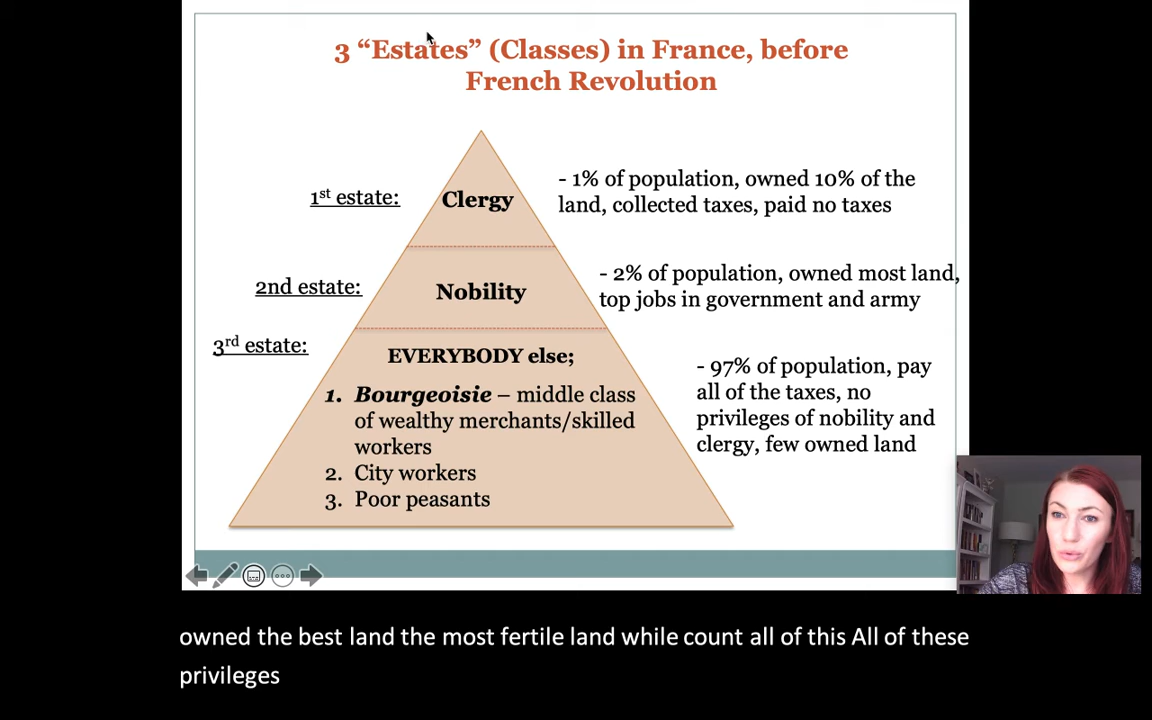 3 “Estates” (Classes) in France, before
French Revolution
1st estate:
Clergy
- 1% of population, owned 10% of the
land, collected taxes, paid no taxes
2nd estate:
Nobility
- 2% of population, owned most land,
top jobs in government and army
3rd estate:
EVERYBODY else;
1. Bourgeoisie – middle class
of wealthy merchants/skilled
workers
2. City workers
3. Poor peasants
- 97% of population, pay
all of the taxes, no
privileges of nobility and
clergy, few owned land
owned the best land the most fertile land while count all of this All of these
privileges